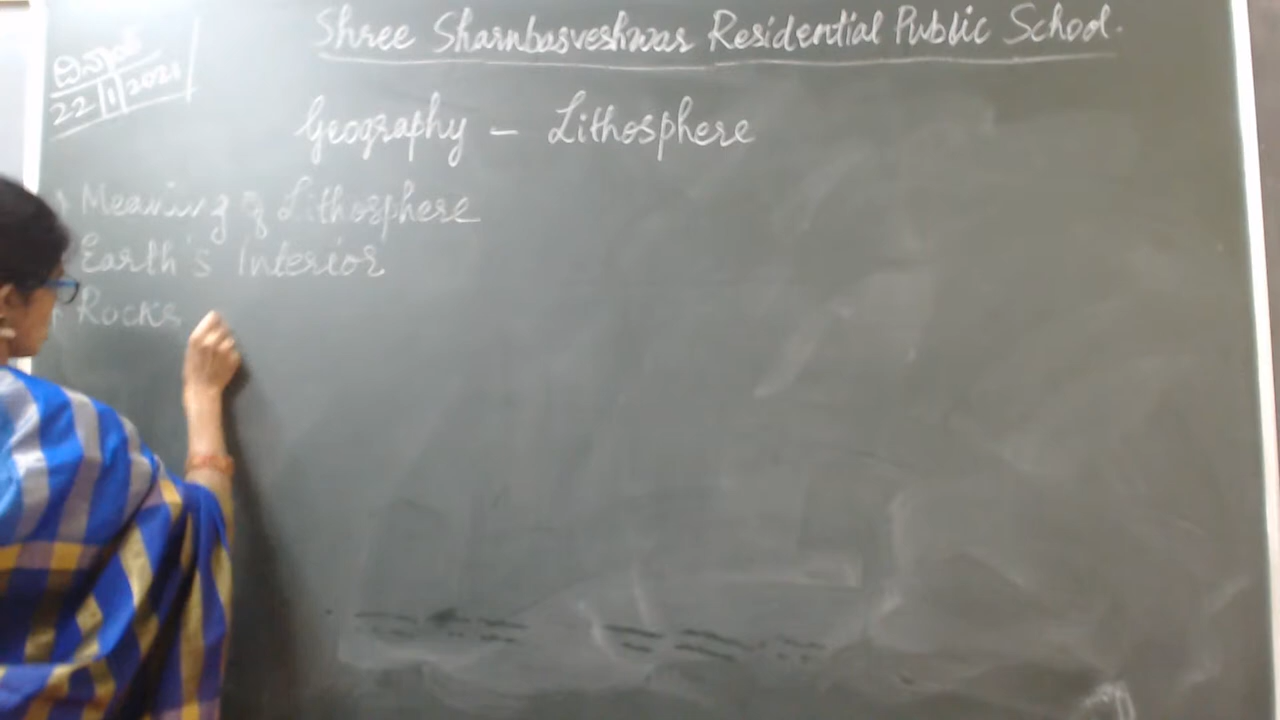 Shree Sharnbasveshwar Residential Public School.
ದಿನಾಂಕ
22/1/2021
Geography - Lithosphere
Meaning of Lithosphere
Earth's Interior
Rocks